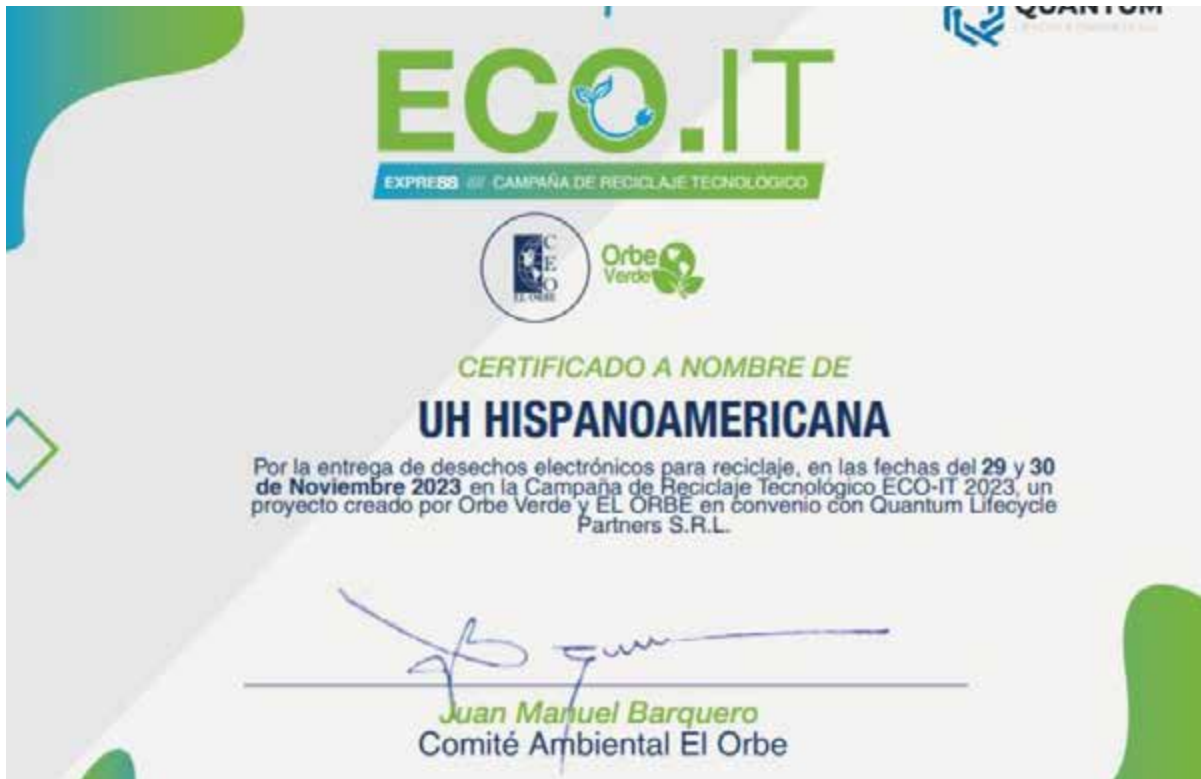 QUANTUM
ECO.IT
EXPRESS //// CAMPAÑA DE RECICLAJE TECNOLÓGICO
CEO
EL ORBE
Orbe
Verde
CERTIFICADO A NOMBRE DE
UH HISPANOAMERICANA
Por la entrega de desechos electrónicos para reciclaje, en las fechas del 29 y 30
de Noviembre 2023 en la Campaña de Reciclaje Tecnológico ECO-IT 2023, un
proyecto creado por Orbe Verde y EL ORBE en convenio con Quantum Lifecycle
Partners S.R.L.
Juan Manuel Barquero
Comité Ambiental El Orbe